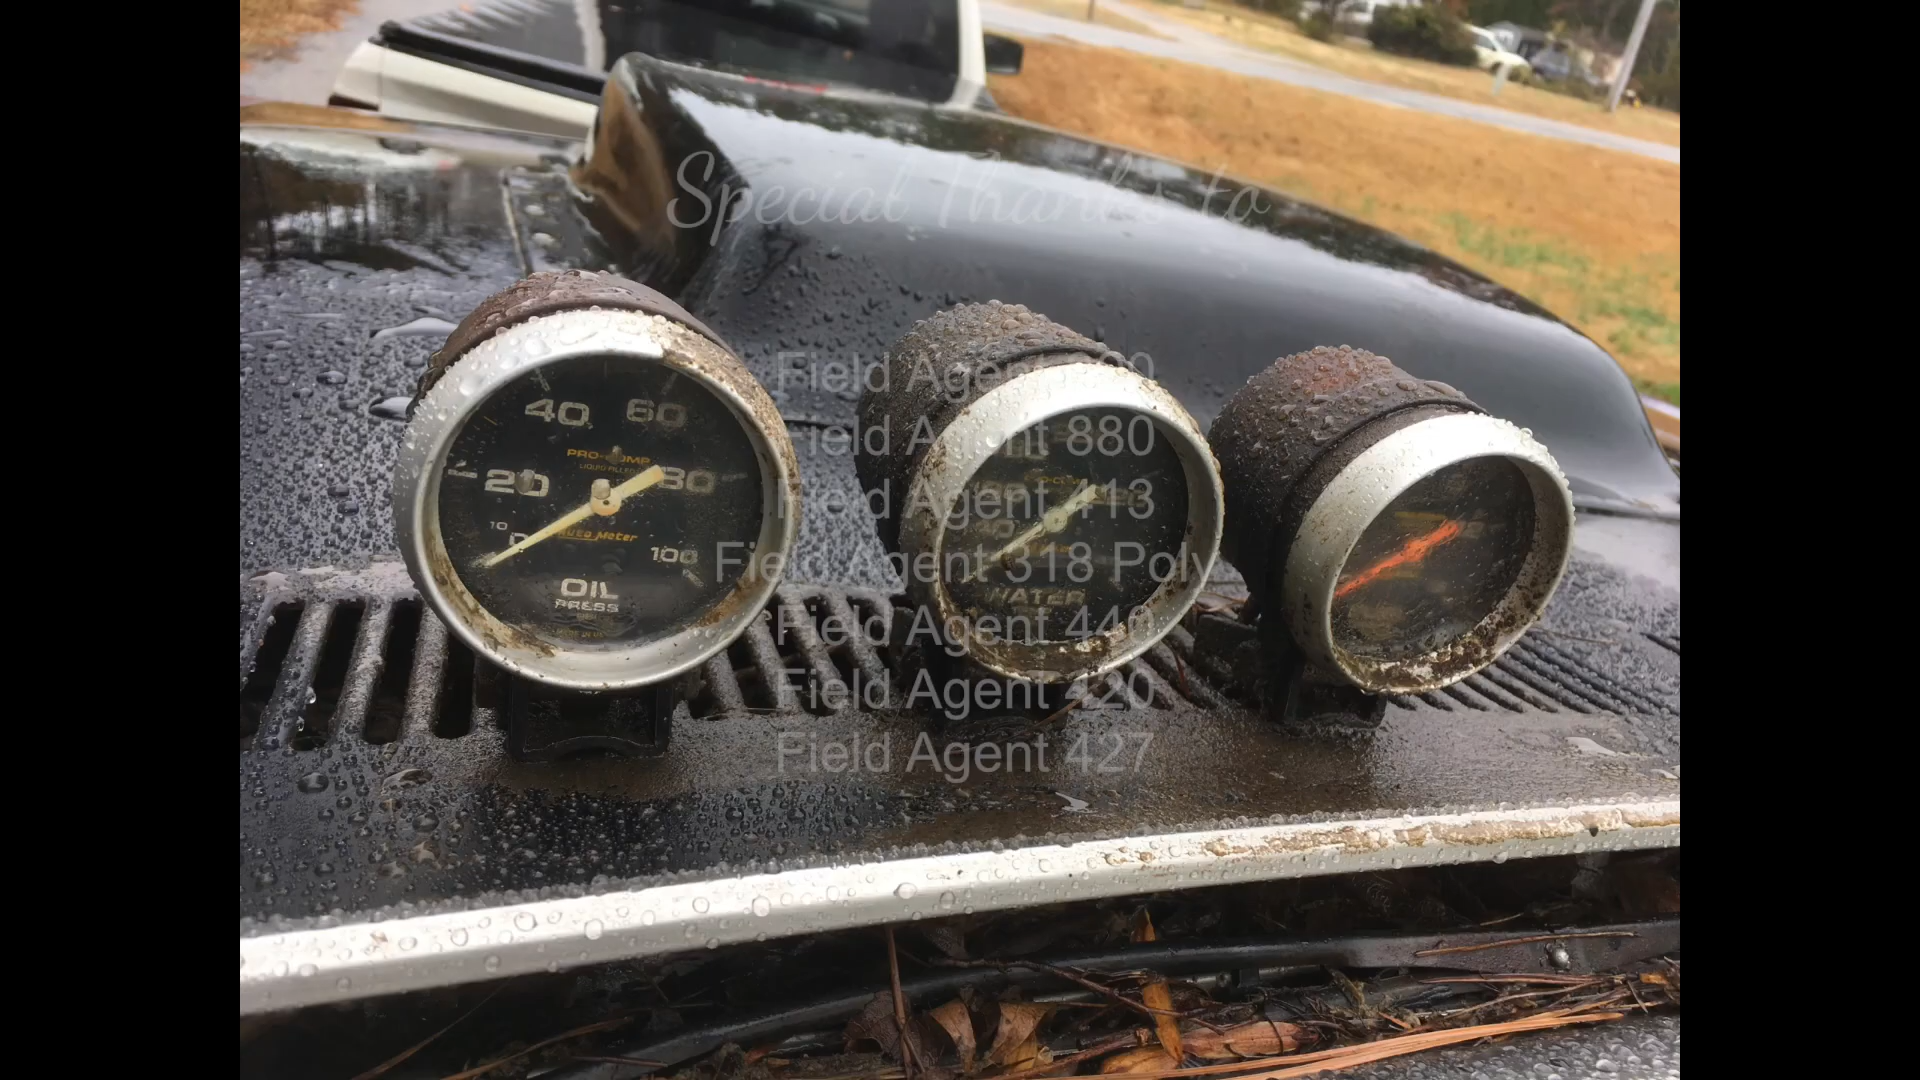 Special Thanks to
Field Agent
Field Agent 880
Field Agent 413
Field Agent 318 Poly
Field Agent 440
Field Agent 420
Field Agent 427
40 60
PRO-COMP
LIQUID FILLED
20 80
10
0
Auto Meter
100
OIL
PRESS
WATER